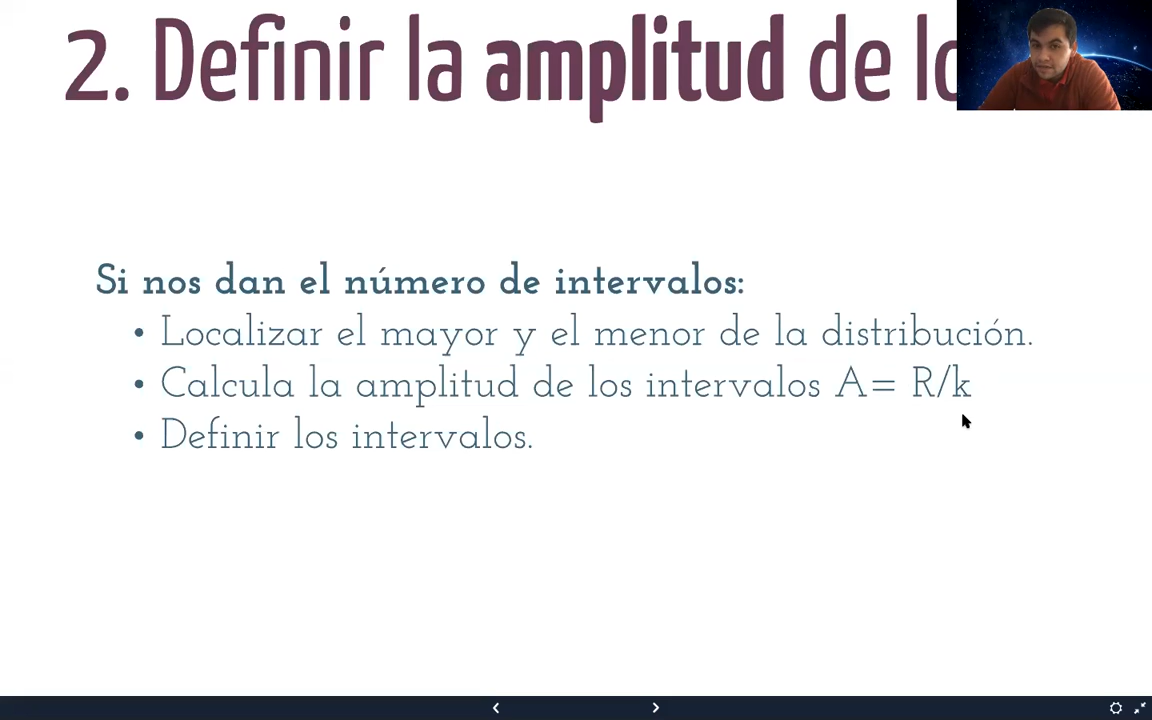 2. Definir la amplitud de lo
Si nos dan el número de intervalos:
• Localizar el mayor y el menor de la distribución.
• Calcula la amplitud de los intervalos A= R/k
• Definir los intervalos.